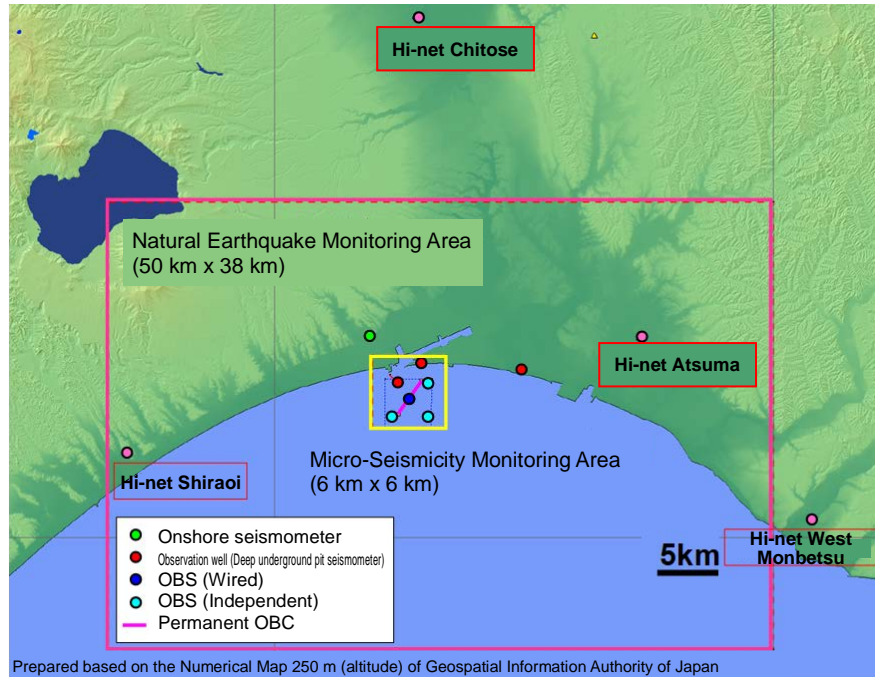 Hi-net Chitose
Natural Earthquake Monitoring Area
(50 km x 38 km)
Hi-net Atsuma
Micro-Seismicity Monitoring Area
(6 km x 6 km)
Hi-net Shiraoi
Hi-net West
Monbetsu
5km
Onshore seismometer
Observation well (Deep underground pit seismometer)
OBS (Wired)
OBS (Independent)
Permanent OBC
Prepared based on the Numerical Map 250 m (altitude) of Geospatial Information Authority of Japan